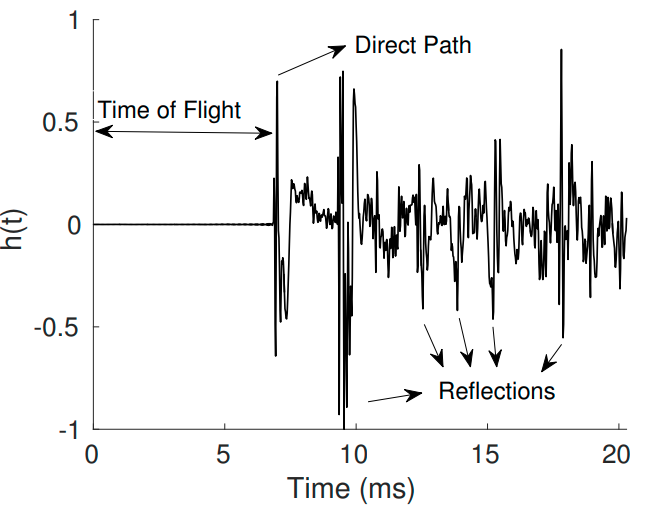 1
Direct Path
Time of Flight
0.5
h(t)
0
-0.5
Reflections
-1
0 5 10 15 20
Time (ms)